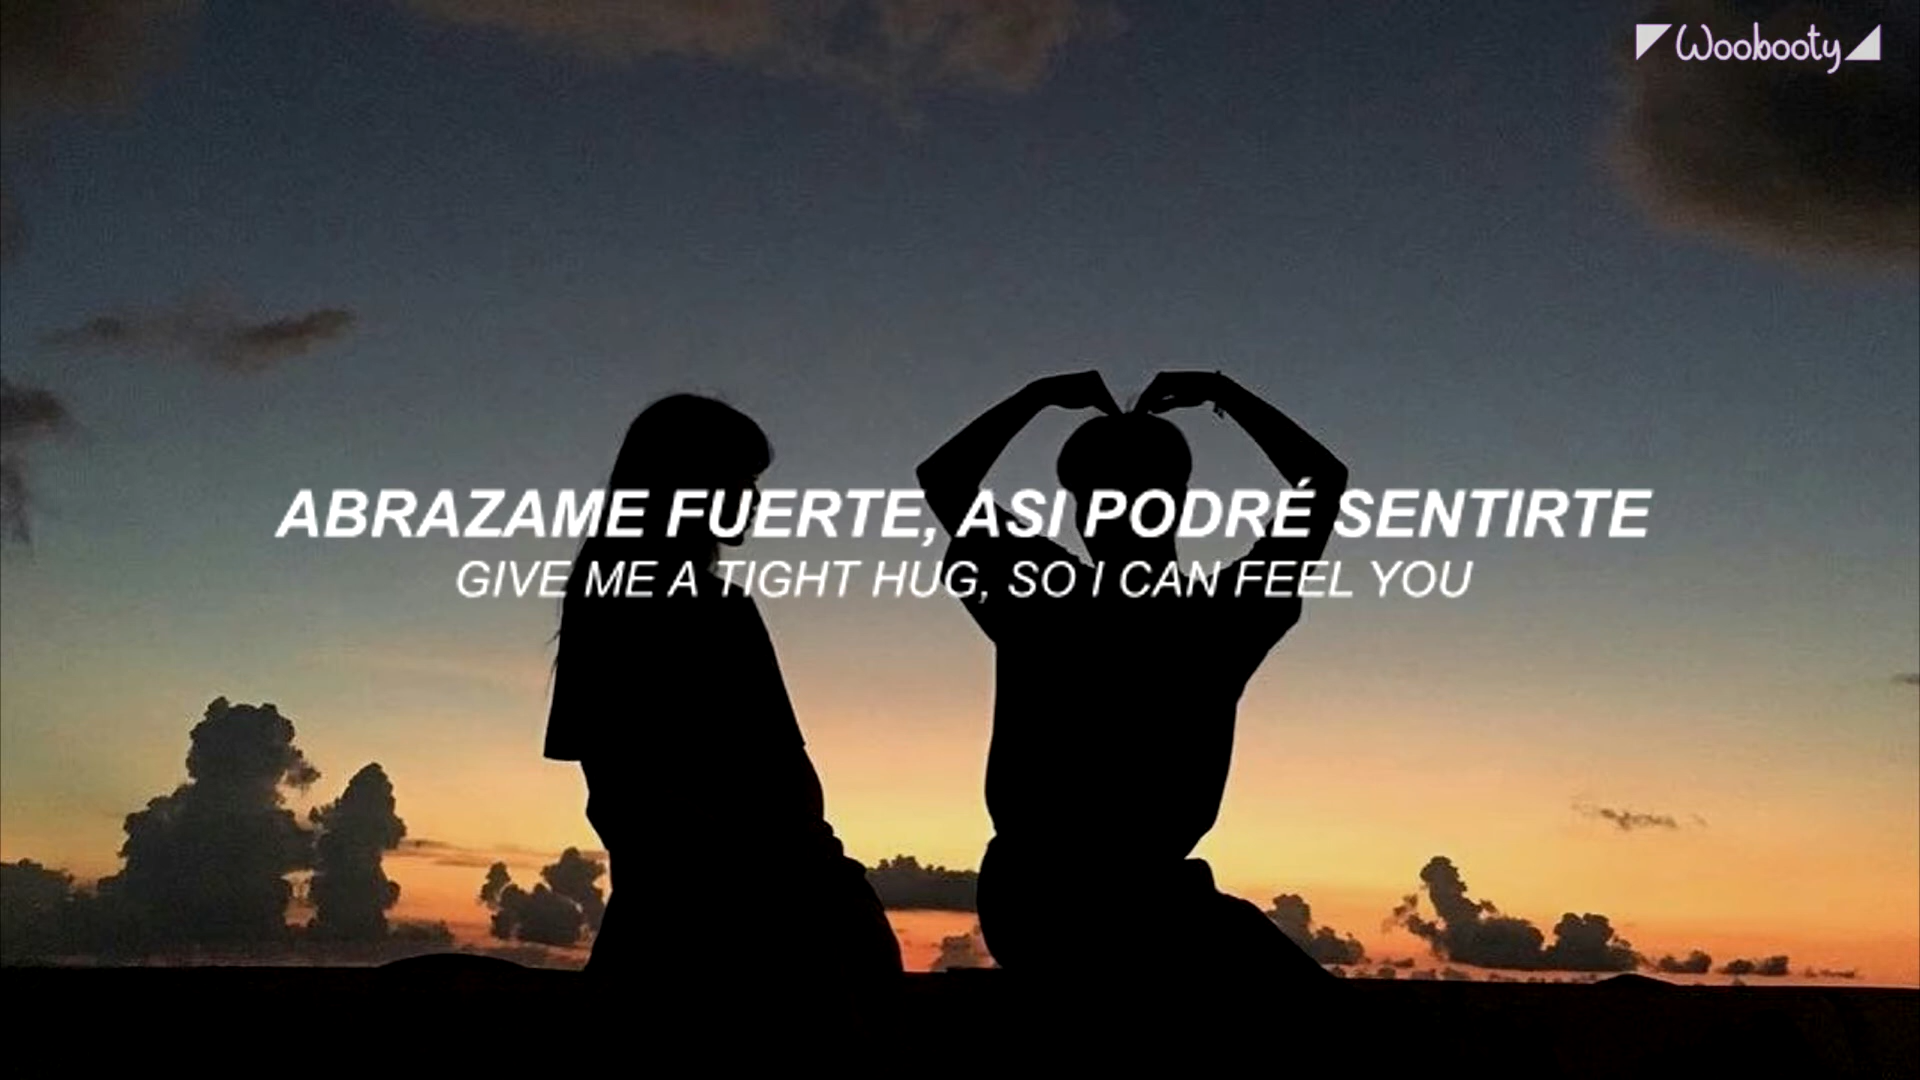 Woobooty
ABRAZAME FUERTE, ASI PODRÉ SENTIRTE
GIVE ME A TIGHT HUG, SO I CAN FEEL YOU